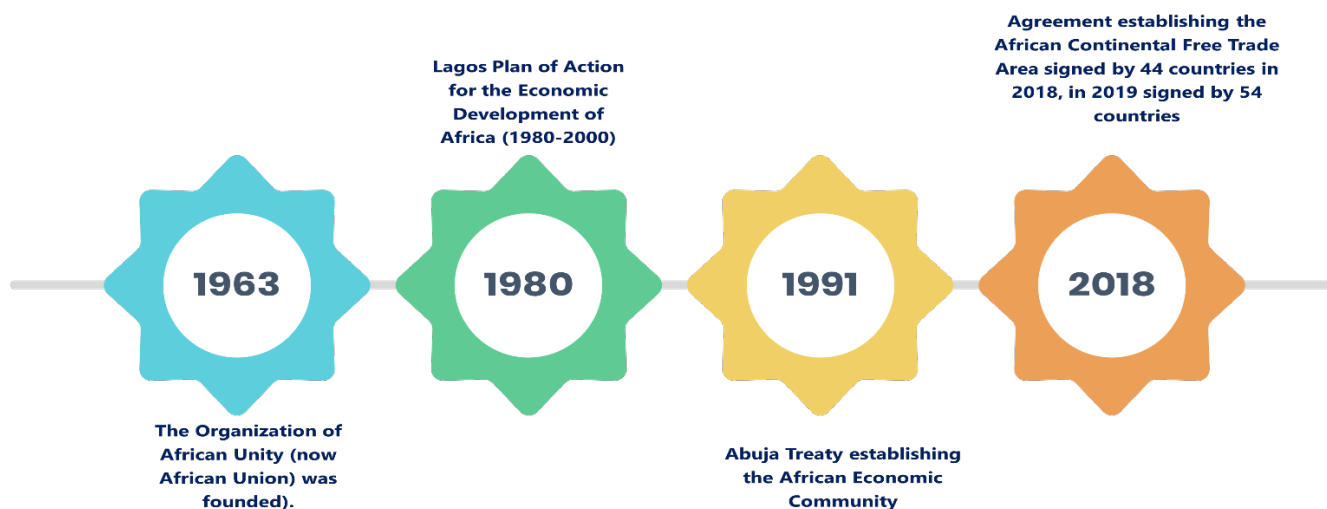 1963
The Organization of
African Unity (now
African Union) was
founded).
Lagos Plan of Action
for the Economic
Development of
Africa (1980-2000)
1980
1991
Abuja Treaty establishing
the African Economic
Community
Agreement establishing the
African Continental Free Trade
Area signed by 44 countries in
2018, in 2019 signed by 54
countries
2018